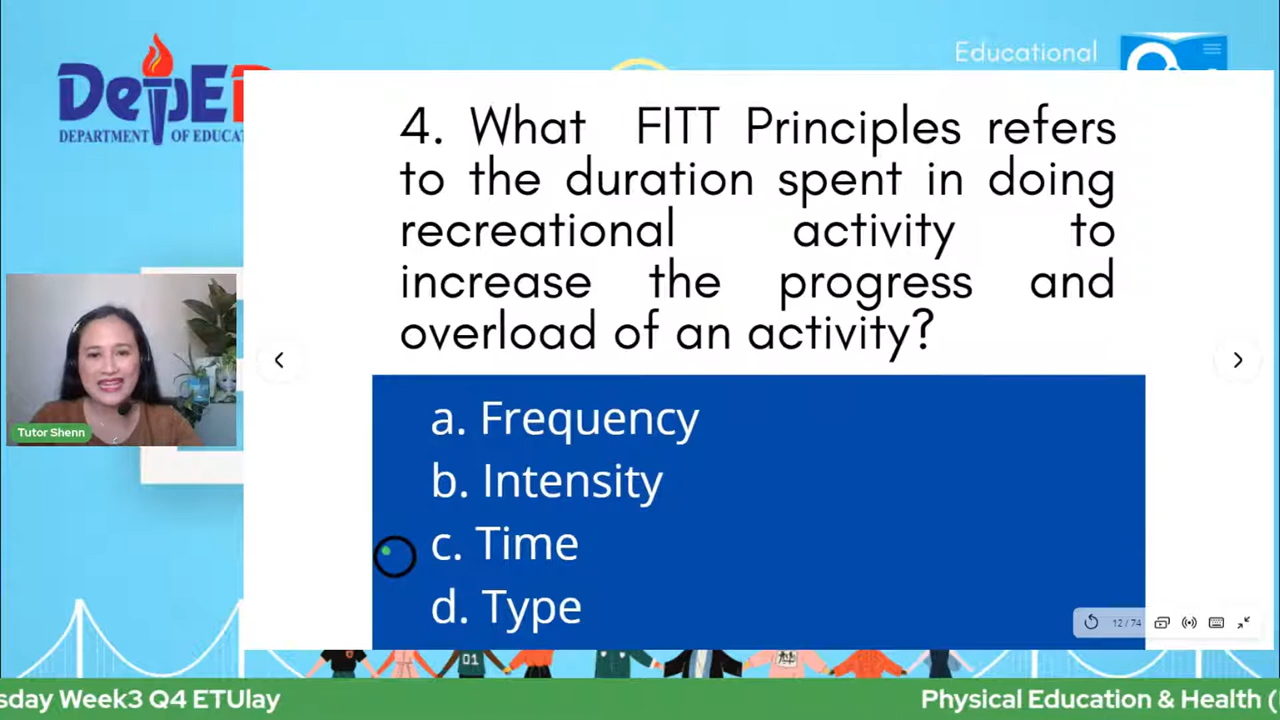 Educational
DepE
DEPARTMENT OF EDUCAT
4. What FITT Principles refers
to the duration spent in doing
recreational activity to
increase the progress and
overload of an activity?
a. Frequency
b. Intensity
c. Time
d. Type
Tutor Shenn
12 / 74
01
sday Week3 Q4 ETUlay
Physical Education & Health (